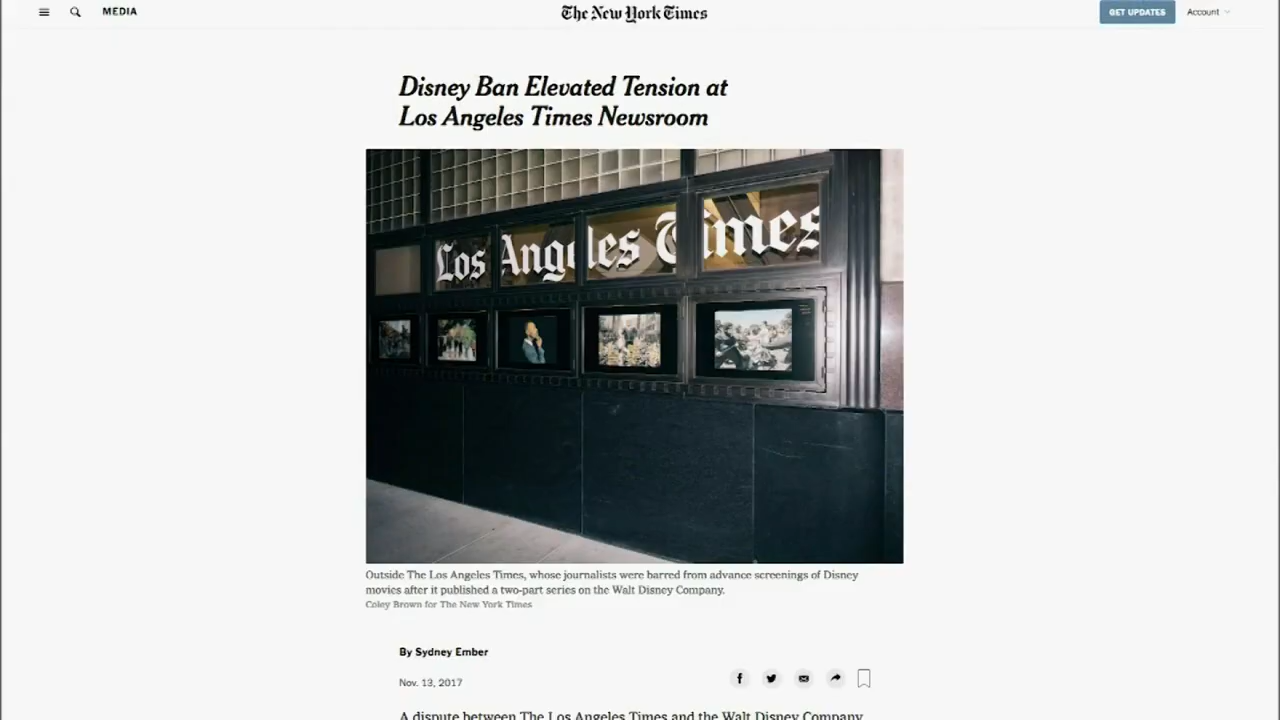 MEDIA
The New York Times
GET UPDATES
Account
Disney Ban Elevated Tension at
Los Angeles Times Newsroom
Los Angeles Times
Outside The Los Angeles Times, whose journalists were barred from advance screenings of Disney
movies after it published a two-part series on the Walt Disney Company.
Coley Brown for The New York Times
By Sydney Ember
Nov. 13, 2017
A dispute between The Los Angeles Times and the Walt Disney Company